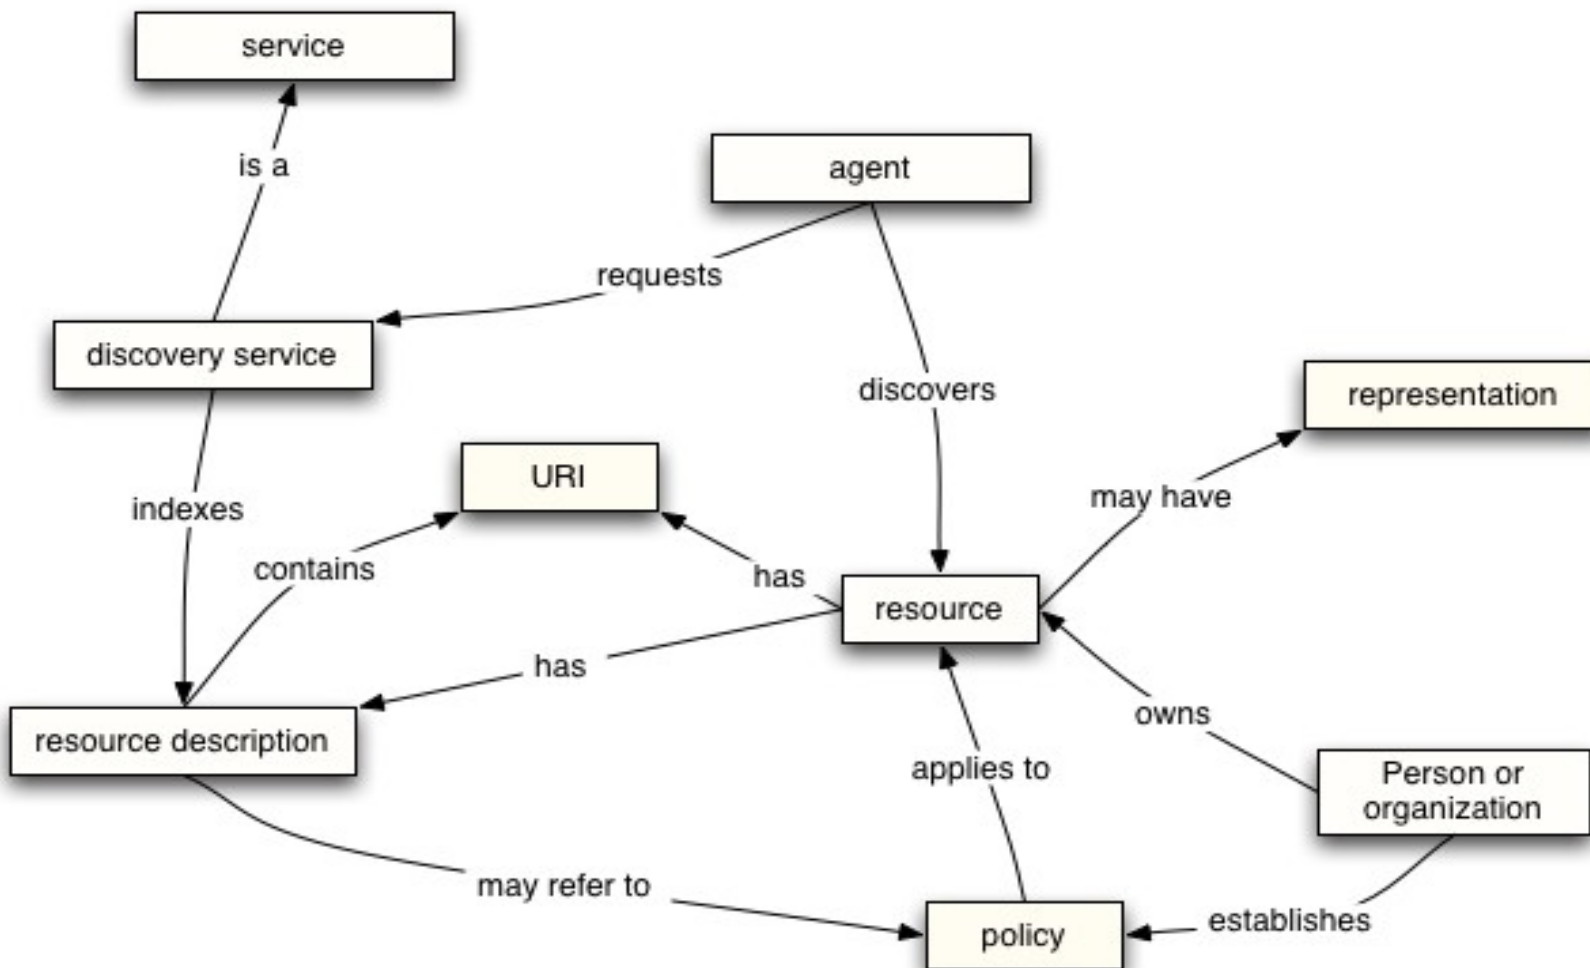 service
is a
agent
requests
discovery service
discovers
representation
URI
may have
indexes
contains
has
resource
has
owns
resource description
applies to
Person or
organization
may refer to
establishes
policy